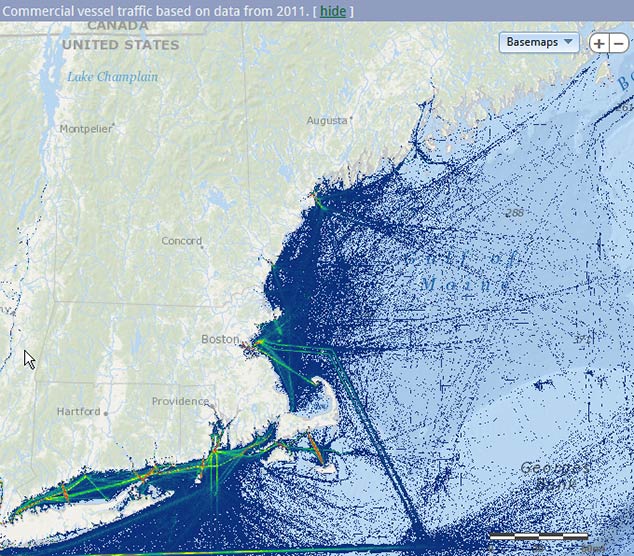 Commercial vessel traffic based on data from 2011. [ hide ]
CANADA
UNITED STATES
Basemaps
+ −
Lake Champlain
Montpelier
Augusta
288
Concord
Gulf of
Maine
Boston
Providence
Hartford
Georges
Bank